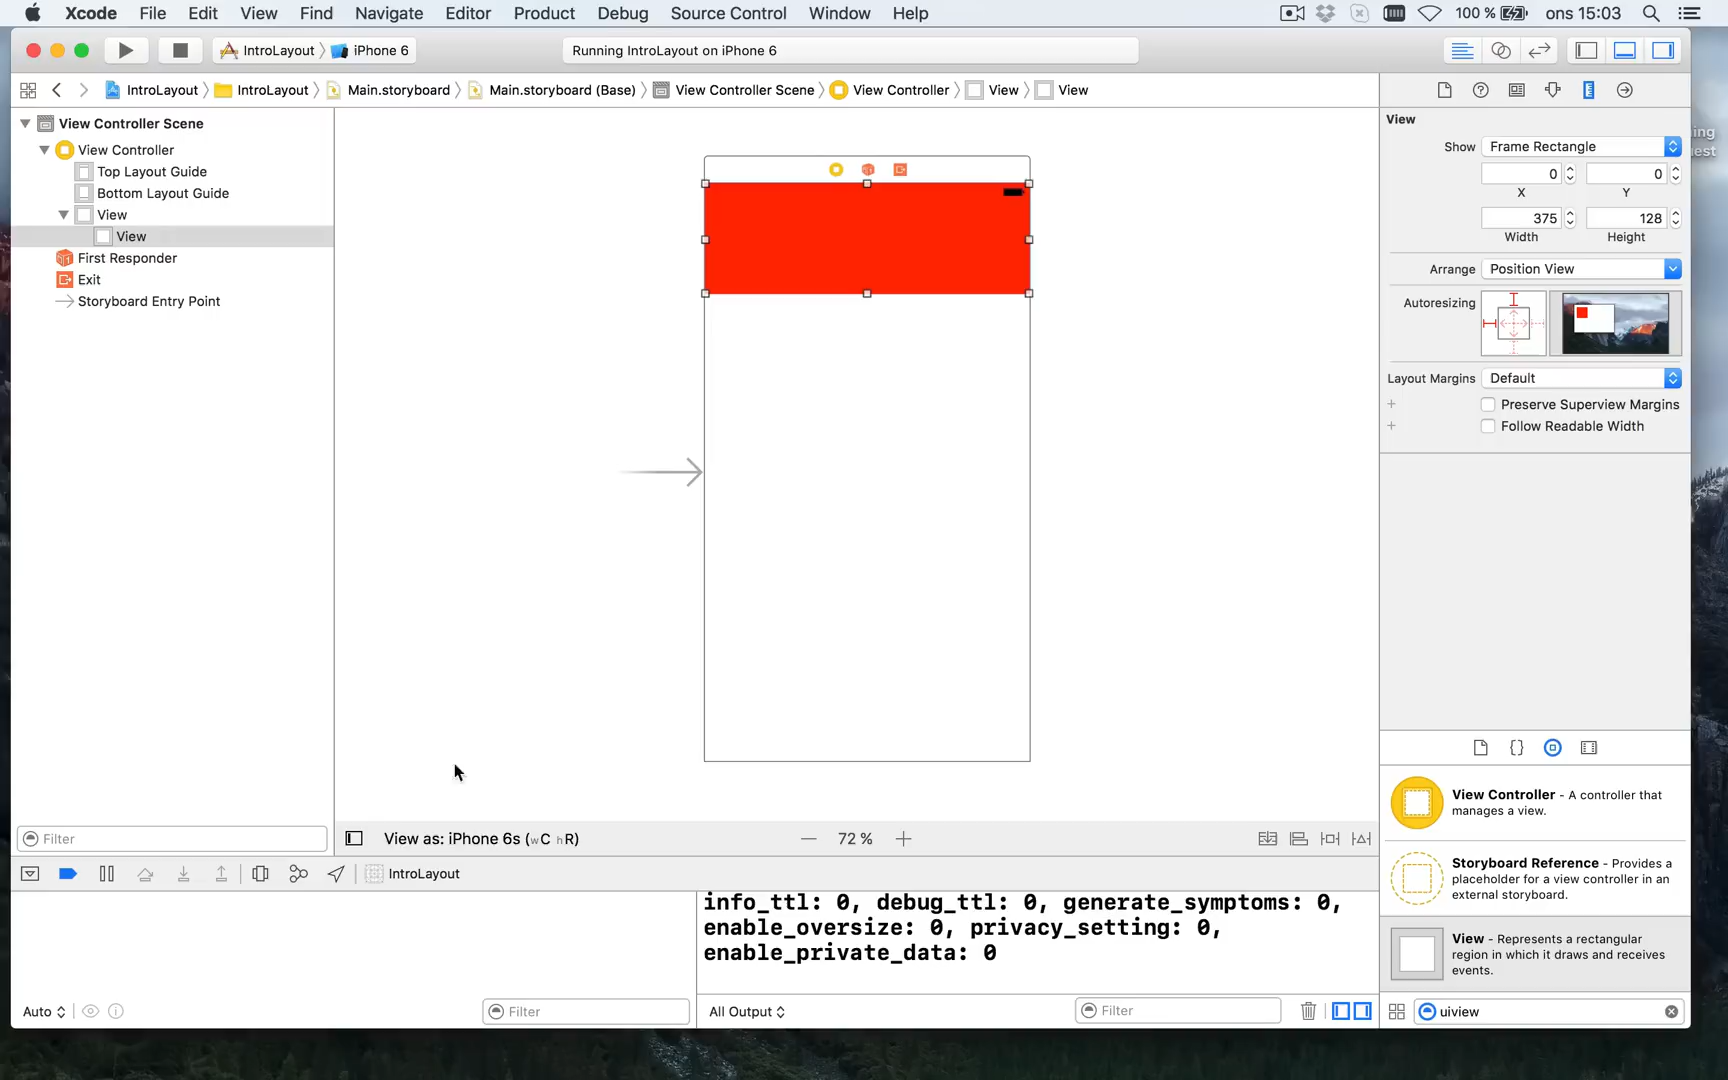 Xcode File Edit View Find Navigate Editor Product Debug Source Control Window Help 100 % ons 15:03
IntroLayout iPhone 6
Running IntroLayout on iPhone 6
IntroLayout IntroLayout Main.storyboard Main.storyboard (Base) View Controller Scene View Controller View View
View Controller Scene
View Controller
Top Layout Guide
Bottom Layout Guide
View
View
First Responder
Exit
Storyboard Entry Point
Filter
View as: iPhone 6s (wC hR)
72 %
View
Show Frame Rectangle
0 0
X Y
375 128
Width Height
Arrange Position View
Autoresizing
Layout Margins Default
Preserve Superview Margins
Follow Readable Width
View Controller - A controller that
manages a view.
Storyboard Reference - Provides a
placeholder for a view controller in an
external storyboard.
View - Represents a rectangular
region in which it draws and receives
events.
uiview
IntroLayout
info_ttl: 0, debug_ttl: 0, generate_symptoms: 0,
enable_oversize: 0, privacy_setting: 0,
enable_private_data: 0
Auto
Filter
All Output
Filter